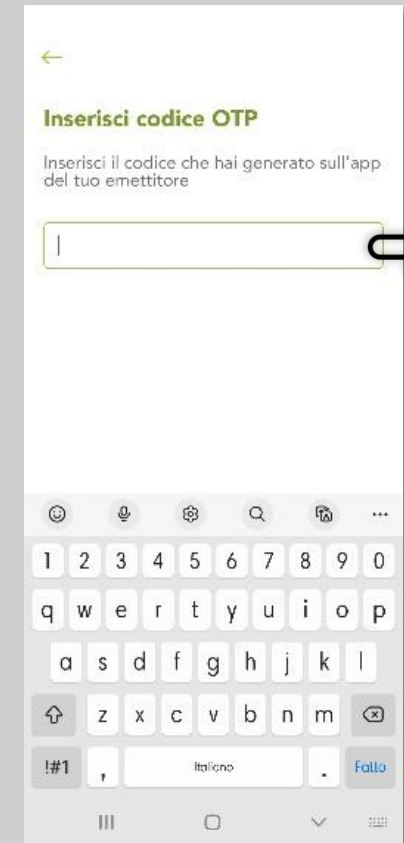 Inserisci codice OTP
Inserisci il codice che hai generato sull'app
del tuo emettitore
1 2 3 4 5 6 7 8 9 0
q w e r t y u i o p
a s d f g h j k l
z x c v b n m
!#1 , Italiano . Fatto